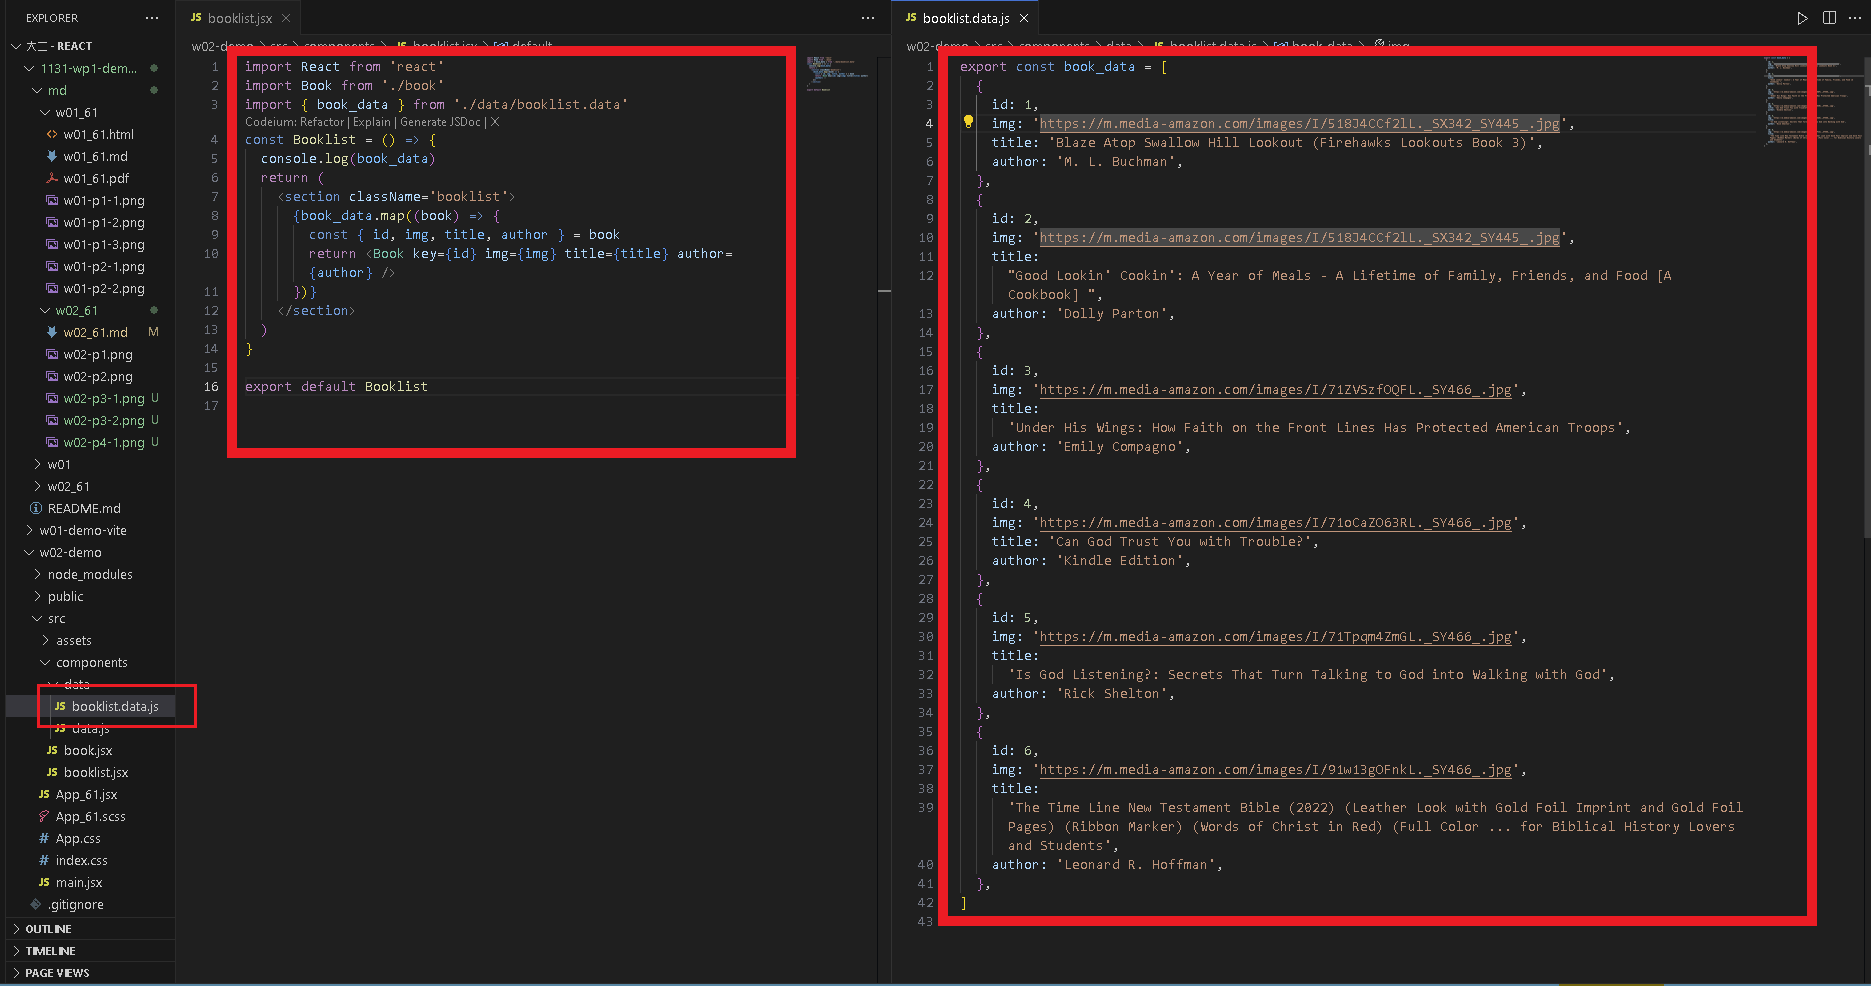 EXPLORER
大三 - REACT
1131-wp1-dem...
md
w01_61
w01_61.html
w01_61.md
w01_61.pdf
w01-p1-1.png
w01-p1-2.png
w01-p1-3.png
w01-p2-1.png
w01-p2-2.png
w02_61
w02_61.md M
w02-p1.png
w02-p2.png
w02-p3-1.png U
w02-p3-2.png U
w02-p4-1.png U
w01
w02_61
README.md
w01-demo-vite
w02-demo
node_modules
public
src
assets
components
data
JS booklist.data.js
JS data.js
JS book.jsx
JS booklist.jsx
JS App_61.jsx
App_61.scss
# App.css
# index.css
JS main.jsx
.gitignore
OUTLINE
TIMELINE
PAGE VIEWS
JS booklist.jsx
w02-demo > src > components > JS booklist.jsx > default
1 import React from 'react'
2 import Book from './book'
3 import { book_data } from './data/booklist.data'
Codeium: Refactor | Explain | Generate JSDoc | X
4 const Booklist = () => {
5 console.log(book_data)
6 return (
7 <section className='booklist'>
8 {book_data.map((book) => {
9 const { id, img, title, author } = book
10 return <Book key={id} img={img} title={title} author=
{author} />
11 })}
12 </section>
13 )
14 }
15
16 export default Booklist
17
JS booklist.data.js
w02-demo > src > components > data > JS booklist.data.js > book_data > img
1 export const book_data = [
2 {
3 id: 1,
4 img: 'https://m.media-amazon.com/images/I/518J4CCf2lL._SX342_SY445_.jpg',
5 title: 'Blaze Atop Swallow Hill Lookout (Firehawks Lookouts Book 3)',
6 author: 'M. L. Buchman',
7 },
8 {
9 id: 2,
10 img: 'https://m.media-amazon.com/images/I/518J4CCf2lL._SX342_SY445_.jpg',
11 title:
12 "Good Lookin' Cookin': A Year of Meals - A Lifetime of Family, Friends, and Food [A
Cookbook] ",
13 author: 'Dolly Parton',
14 },
15 {
16 id: 3,
17 img: 'https://m.media-amazon.com/images/I/71ZVSzfOQFL._SY466_.jpg',
18 title:
19 'Under His Wings: How Faith on the Front Lines Has Protected American Troops',
20 author: 'Emily Compagno',
21 },
22 {
23 id: 4,
24 img: 'https://m.media-amazon.com/images/I/71oCaZO63RL._SY466_.jpg',
25 title: 'Can God Trust You with Trouble?',
26 author: 'Kindle Edition',
27 },
28 {
29 id: 5,
30 img: 'https://m.media-amazon.com/images/I/71Tpqm4ZmGL._SY466_.jpg',
31 title:
32 'Is God Listening?: Secrets That Turn Talking to God into Walking with God',
33 author: 'Rick Shelton',
34 },
35 {
36 id: 6,
37 img: 'https://m.media-amazon.com/images/I/91w13gOFnkL._SY466_.jpg',
38 title:
39 'The Time Line New Testament Bible (2022) (Leather Look with Gold Foil Imprint and Gold Foil
Pages) (Ribbon Marker) (Words of Christ in Red) (Full Color ... for Biblical History Lovers
and Students',
40 author: 'Leonard R. Hoffman',
41 },
42 ]
43